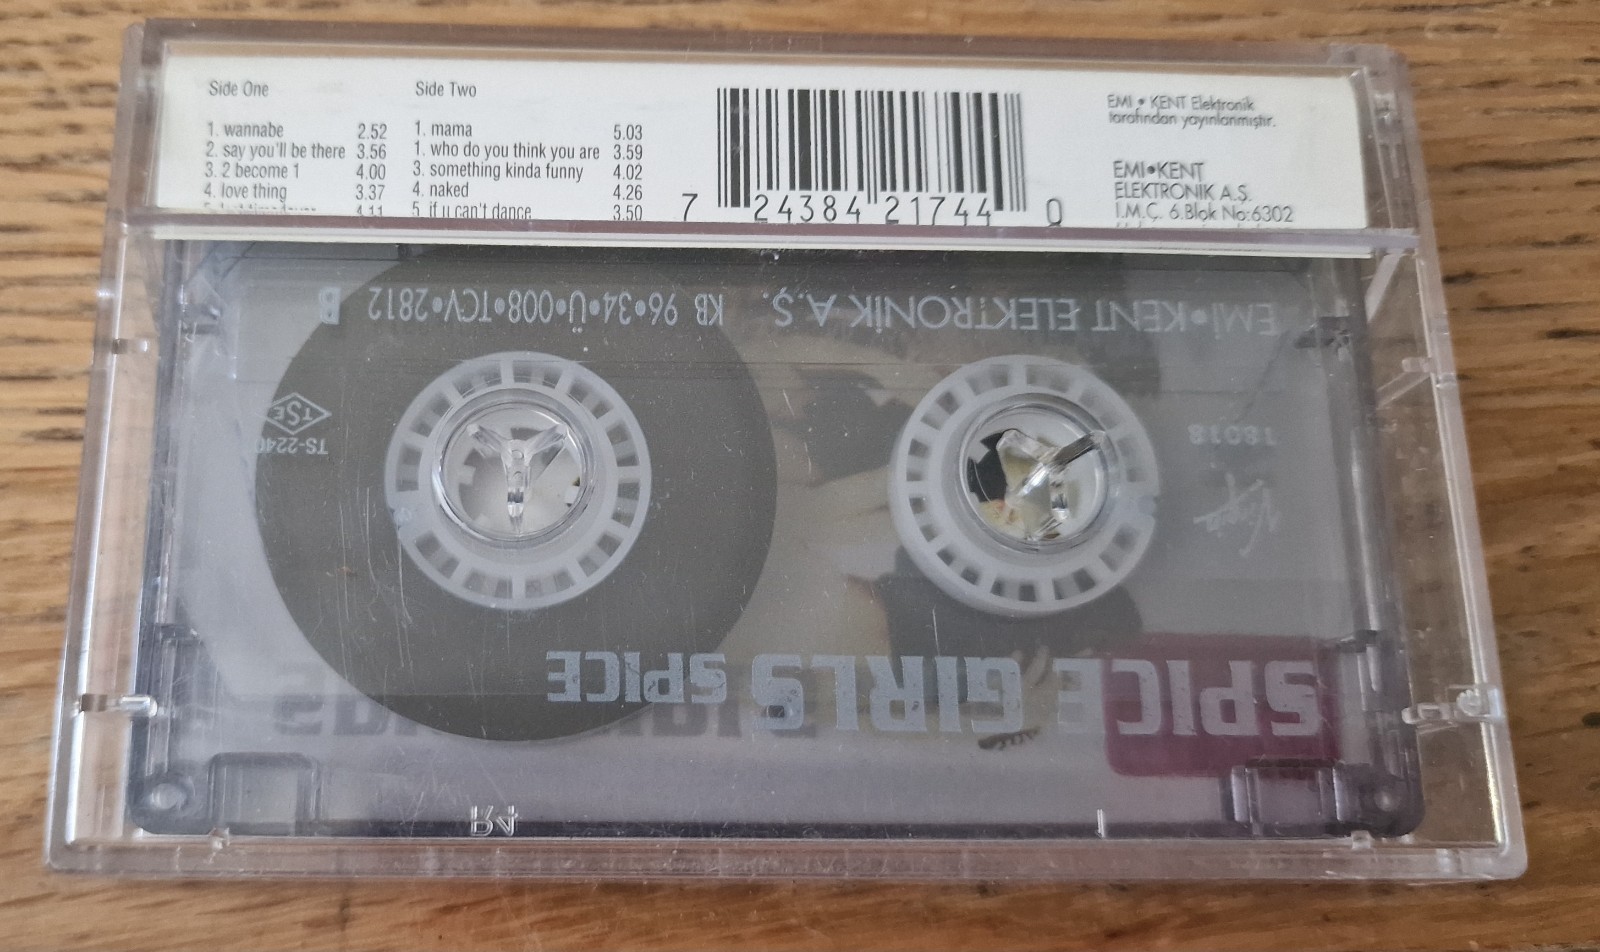 Side One
1. wannabe 2.52
2. say you'll be there 3.56
3. 2 become 1 4.00
4. love thing 3.37
4.11
Side Two
1. mama 5.03
1. who do you think you are 3.59
3. something kinda funny 4.02
4. naked 4.26
5. if u can't dance 3.50
7 24384 21744 0
EMI • KENT Elektronik
tarafından yayınlanmıştır.
EMI•KENT
ELEKTRONIK A.Ş.
I.M.Ç. 6.Blok No:6302
EMİ•KENT ELEKTRONİK A.Ş. KB 96•34•Ü•008•TCV•2812 B
18018
Virgin
TSE
TS-2240
SPICE GIRLS SPICE